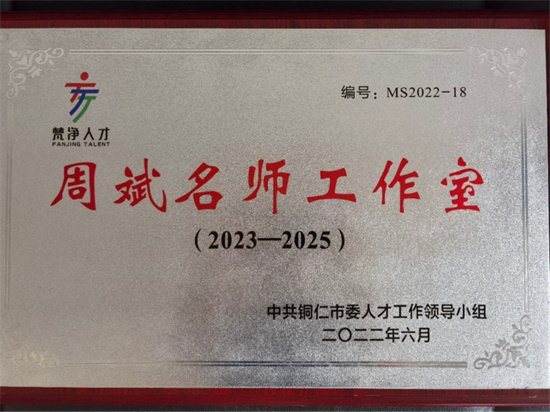 编号：MS2022-18
梵净人才
FANJING TALENT
周斌名师工作室
（2023—2025）
中共铜仁市委人才工作领导小组
二〇二二年六月